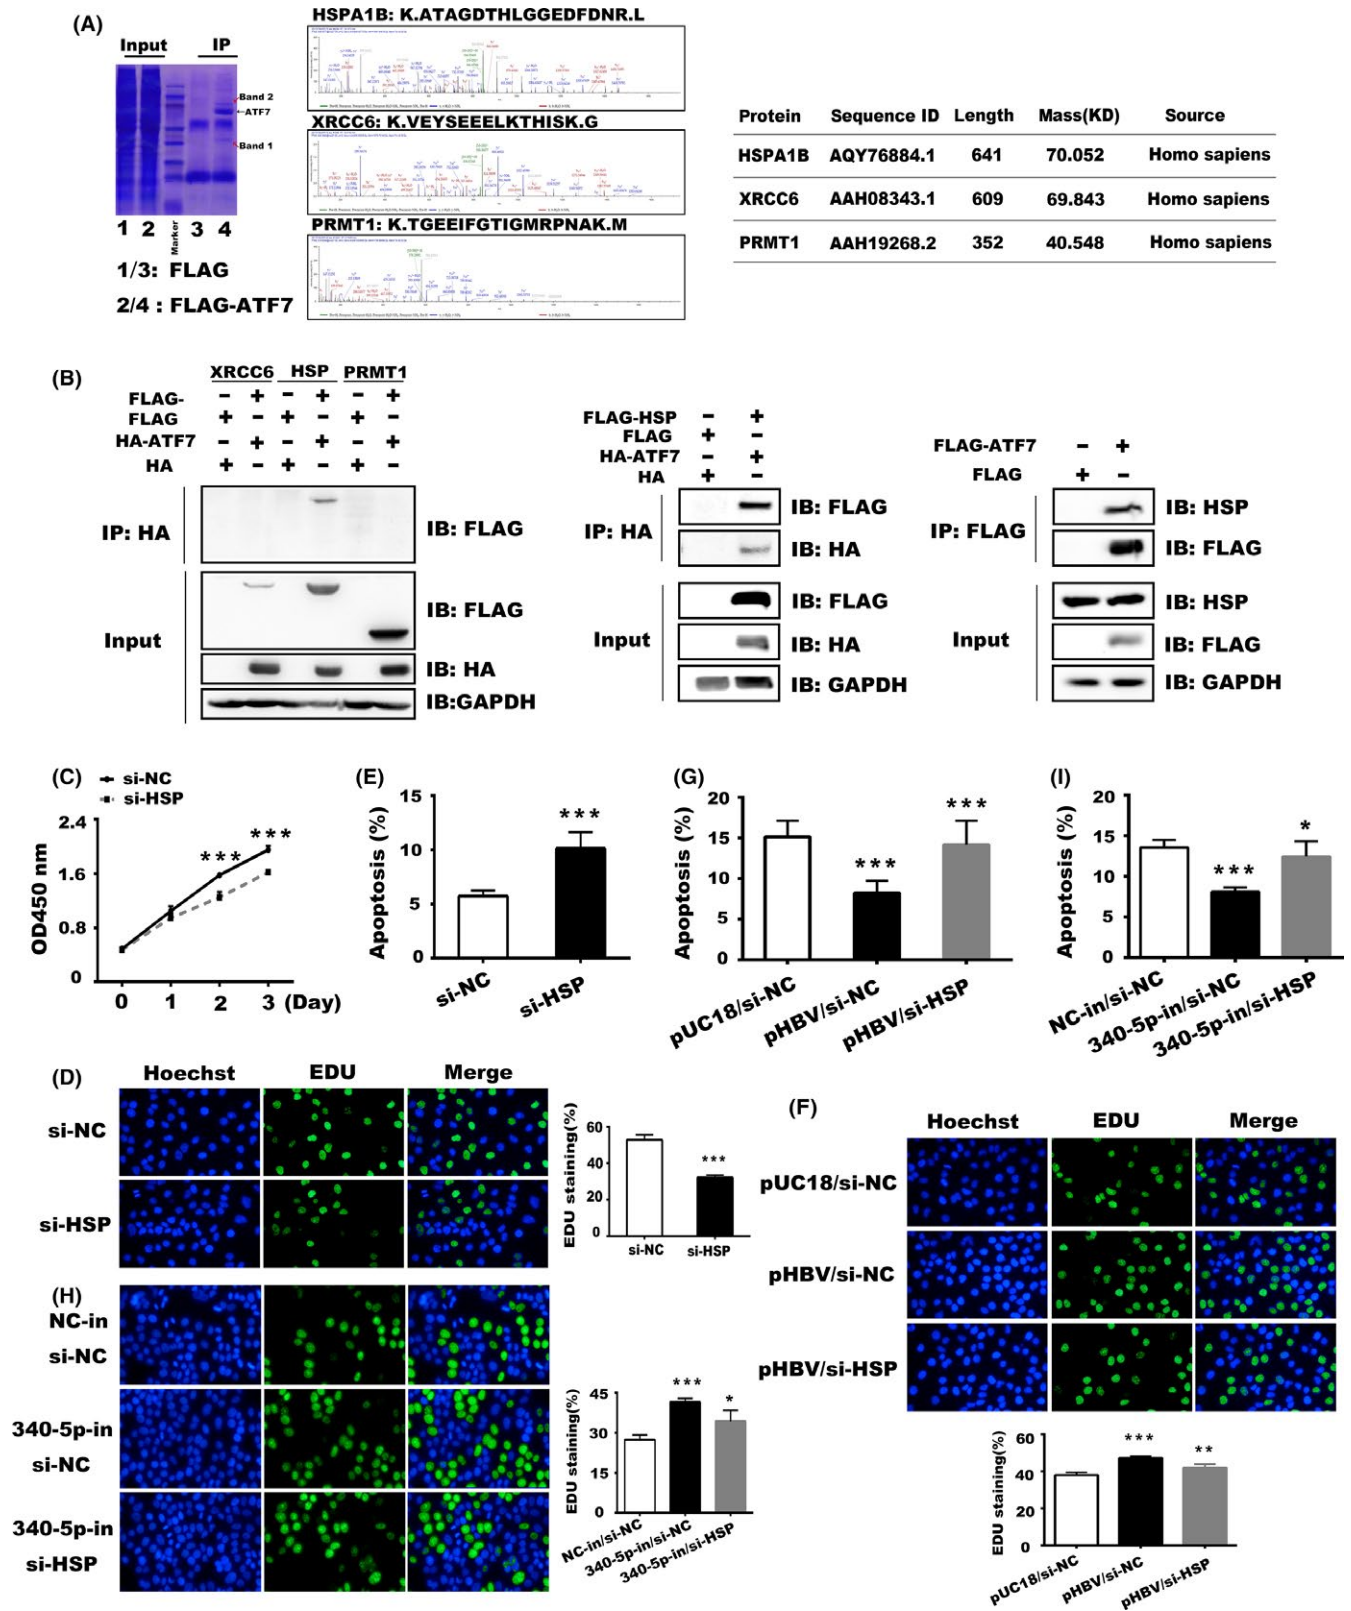 (A)
Input IP
Band 2
ATF7
Band 1
1 2 Marker 3 4
1/3: FLAG
2/4 : FLAG-ATF7
HSPA1B: K.ATAGDTHLGGEDFDNR.L
XRCC6: K.VEYSEEELKTHISK.G
PRMT1: K.TGEEIFGTIGMRPNAK.M
Protein Sequence ID Length Mass(KD) Source
HSPA1B AQY76884.1 641 70.052 Homo sapiens
XRCC6 AAH08343.1 609 69.843 Homo sapiens
PRMT1 AAH19268.2 352 40.548 Homo sapiens
(B)
XRCC6 HSP PRMT1
FLAG- - + - + - +
FLAG + - + - + -
HA-ATF7 - + - + - +
HA + - + - + -
IP: HA
IB: FLAG
Input
IB: FLAG
IB: HA
IB:GAPDH
FLAG-HSP - +
FLAG + -
HA-ATF7 - +
HA + -
IP: HA
IB: FLAG
IB: HA
Input
IB: FLAG
IB: HA
IB: GAPDH
FLAG-ATF7 - +
FLAG + -
IP: FLAG
IB: HSP
IB: FLAG
Input
IB: HSP
IB: FLAG
IB: GAPDH
(C)
si-NC
si-HSP
OD450 nm
2.4
1.6
0.8
0
*** ***
0 1 2 3 (Day)
(E)
Apoptosis (%)
15
10
5
0
***
si-NC si-HSP
(G)
Apoptosis (%)
20
15
10
5
0
*** ***
pUC18/si-NC pHBV/si-NC pHBV/si-HSP
(I)
Apoptosis (%)
20
15
10
5
0
*** *
NC-in/si-NC 340-5p-in/si-NC 340-5p-in/si-HSP
(D)
Hoechst EDU Merge
si-NC
si-HSP
EDU staining(%)
60
40
20
0
***
si-NC si-HSP
(F)
Hoechst EDU Merge
pUC18/si-NC
pHBV/si-NC
pHBV/si-HSP
EDU staining(%)
60
40
20
0
*** **
pUC18/si-NC pHBV/si-NC pHBV/si-HSP
(H)
NC-in
si-NC
340-5p-in
si-NC
340-5p-in
si-HSP
EDU staining(%)
45
30
15
0
*** *
NC-in/si-NC 340-5p-in/si-NC 340-5p-in/si-HSP